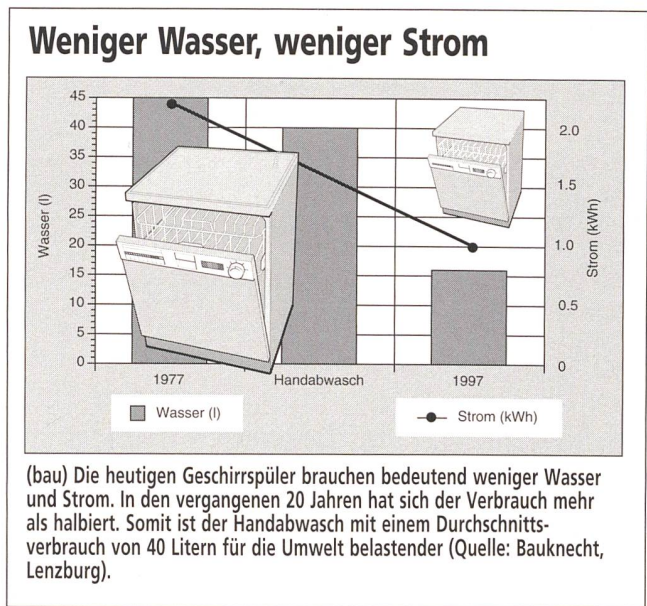 Weniger Wasser, weniger Strom
45
40
35
30
25
20
15
10
5
0
Wasser (l)
2.0
1.5
1.0
0.5
0
Strom (kWh)
1977
Handabwasch
1997
Wasser (l)
Strom (kWh)
(bau) Die heutigen Geschirrspüler brauchen bedeutend weniger Wasser
und Strom. In den vergangenen 20 Jahren hat sich der Verbrauch mehr
als halbiert. Somit ist der Handabwasch mit einem Durchschnitts-
verbrauch von 40 Litern für die Umwelt belastender (Quelle: Bauknecht,
Lenzburg).